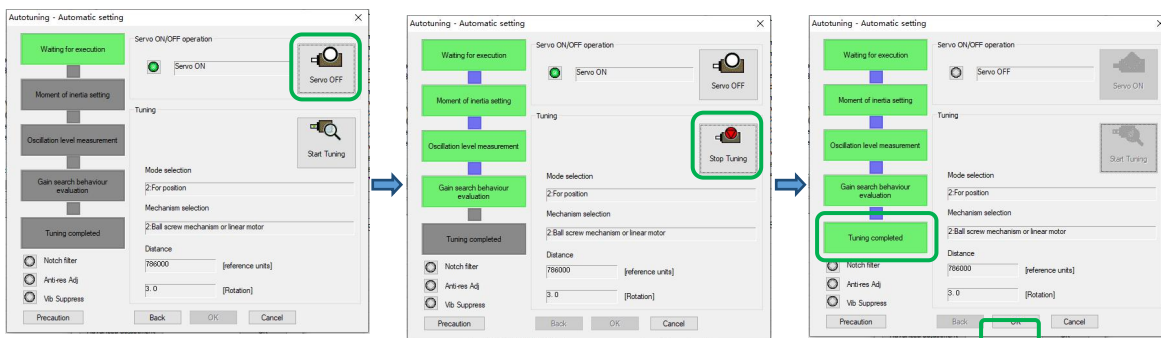 Autotuning - Automatic setting
Waiting for execution
Moment of inertia setting
Oscillation level measurement
Gain search behaviour
evaluation
Tuning completed
Notch filter
Anti-res Adj
Vib Suppress
Precaution
Servo ON/OFF operation
Servo ON
Servo OFF
Tuning
Start Tuning
Mode selection
2:For position
Mechanism selection
2:Ball screw mechanism or linear motor
Distance
786000 [reference units]
3. 0 [Rotation]
Back OK Cancel
Autotuning - Automatic setting
Waiting for execution
Moment of inertia setting
Oscillation level measurement
Gain search behaviour
evaluation
Tuning completed
Notch filter
Anti-res Adj
Vib Suppress
Precaution
Servo ON/OFF operation
Servo ON
Servo OFF
Tuning
Stop Tuning
Mode selection
2:For position
Mechanism selection
2:Ball screw mechanism or linear motor
Distance
786000 [reference units]
3. 0 [Rotation]
Back OK Cancel
Autotuning - Automatic setting
Waiting for execution
Moment of inertia setting
Oscillation level measurement
Gain search behaviour
evaluation
Tuning completed
Notch filter
Anti-res Adj
Vib Suppress
Precaution
Servo ON/OFF operation
Servo OFF
Servo ON
Tuning
Start Tuning
Mode selection
2:For position
Mechanism selection
2:Ball screw mechanism or linear motor
Distance
786000 [reference units]
3. 0 [Rotation]
Back OK Cancel